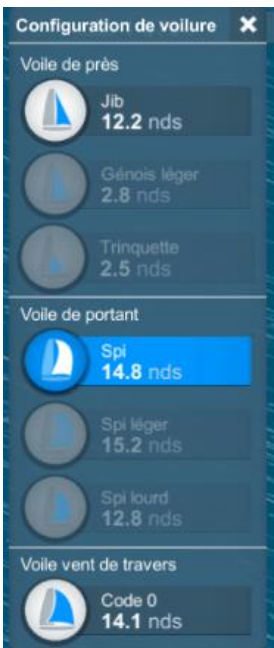 Configuration de voilure
Voile de près
Jib
12.2 nds
Génois léger
2.8 nds
Trinquette
2.5 nds
Voile de portant
Spi
14.8 nds
Spi léger
15.2 nds
Spi lourd
12.8 nds
Voile vent de travers
Code 0
14.1 nds